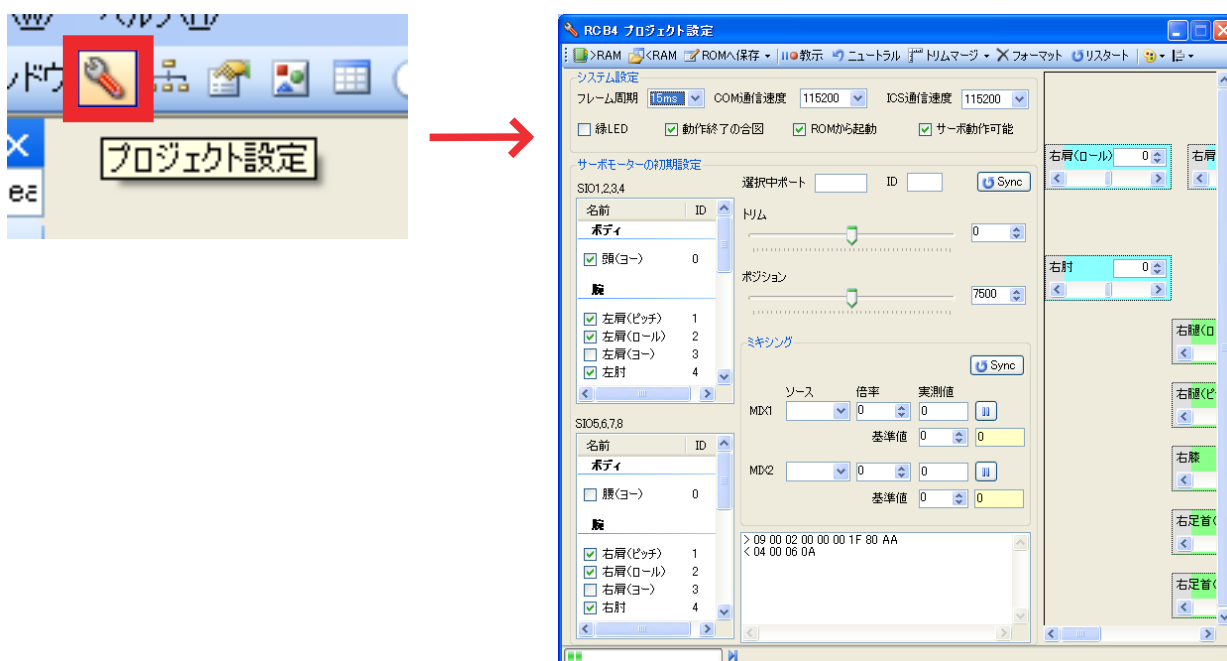 プロジェクト設定
RCB4 プロジェクト設定
>RAM <RAM ROMへ保存 教示 ニュートラル トリムマージ フォーマット リスタート
システム設定
フレーム周期 15ms COM通信速度 115200 ICS通信速度 115200
緑LED 動作終了の合図 ROMから起動 サーボ動作可能
サーボモーターの初期設定
SIO1,2,3,4
名前 ID
ボディ
頭(ヨー) 0
腕
左肩(ピッチ) 1
左肩(ロール) 2
左肩(ヨー) 3
左肘 4
SIO5,6,7,8
名前 ID
ボディ
腰(ヨー) 0
腕
右肩(ピッチ) 1
右肩(ロール) 2
右肩(ヨー) 3
右肘 4
選択中ポート ID Sync
トリム
0
ポジション
7500
ミキシング
Sync
ソース 倍率 実測値
MIX1 0 0
基準値 0 0
MIX2 0 0
基準値 0 0
> 09 00 02 00 00 00 1F 80 AA
< 04 00 06 0A
右肩(ロール) 0
右肩
右肘 0
右腿(ロ
右腿(ピ
右膝
右足首(
右足首(